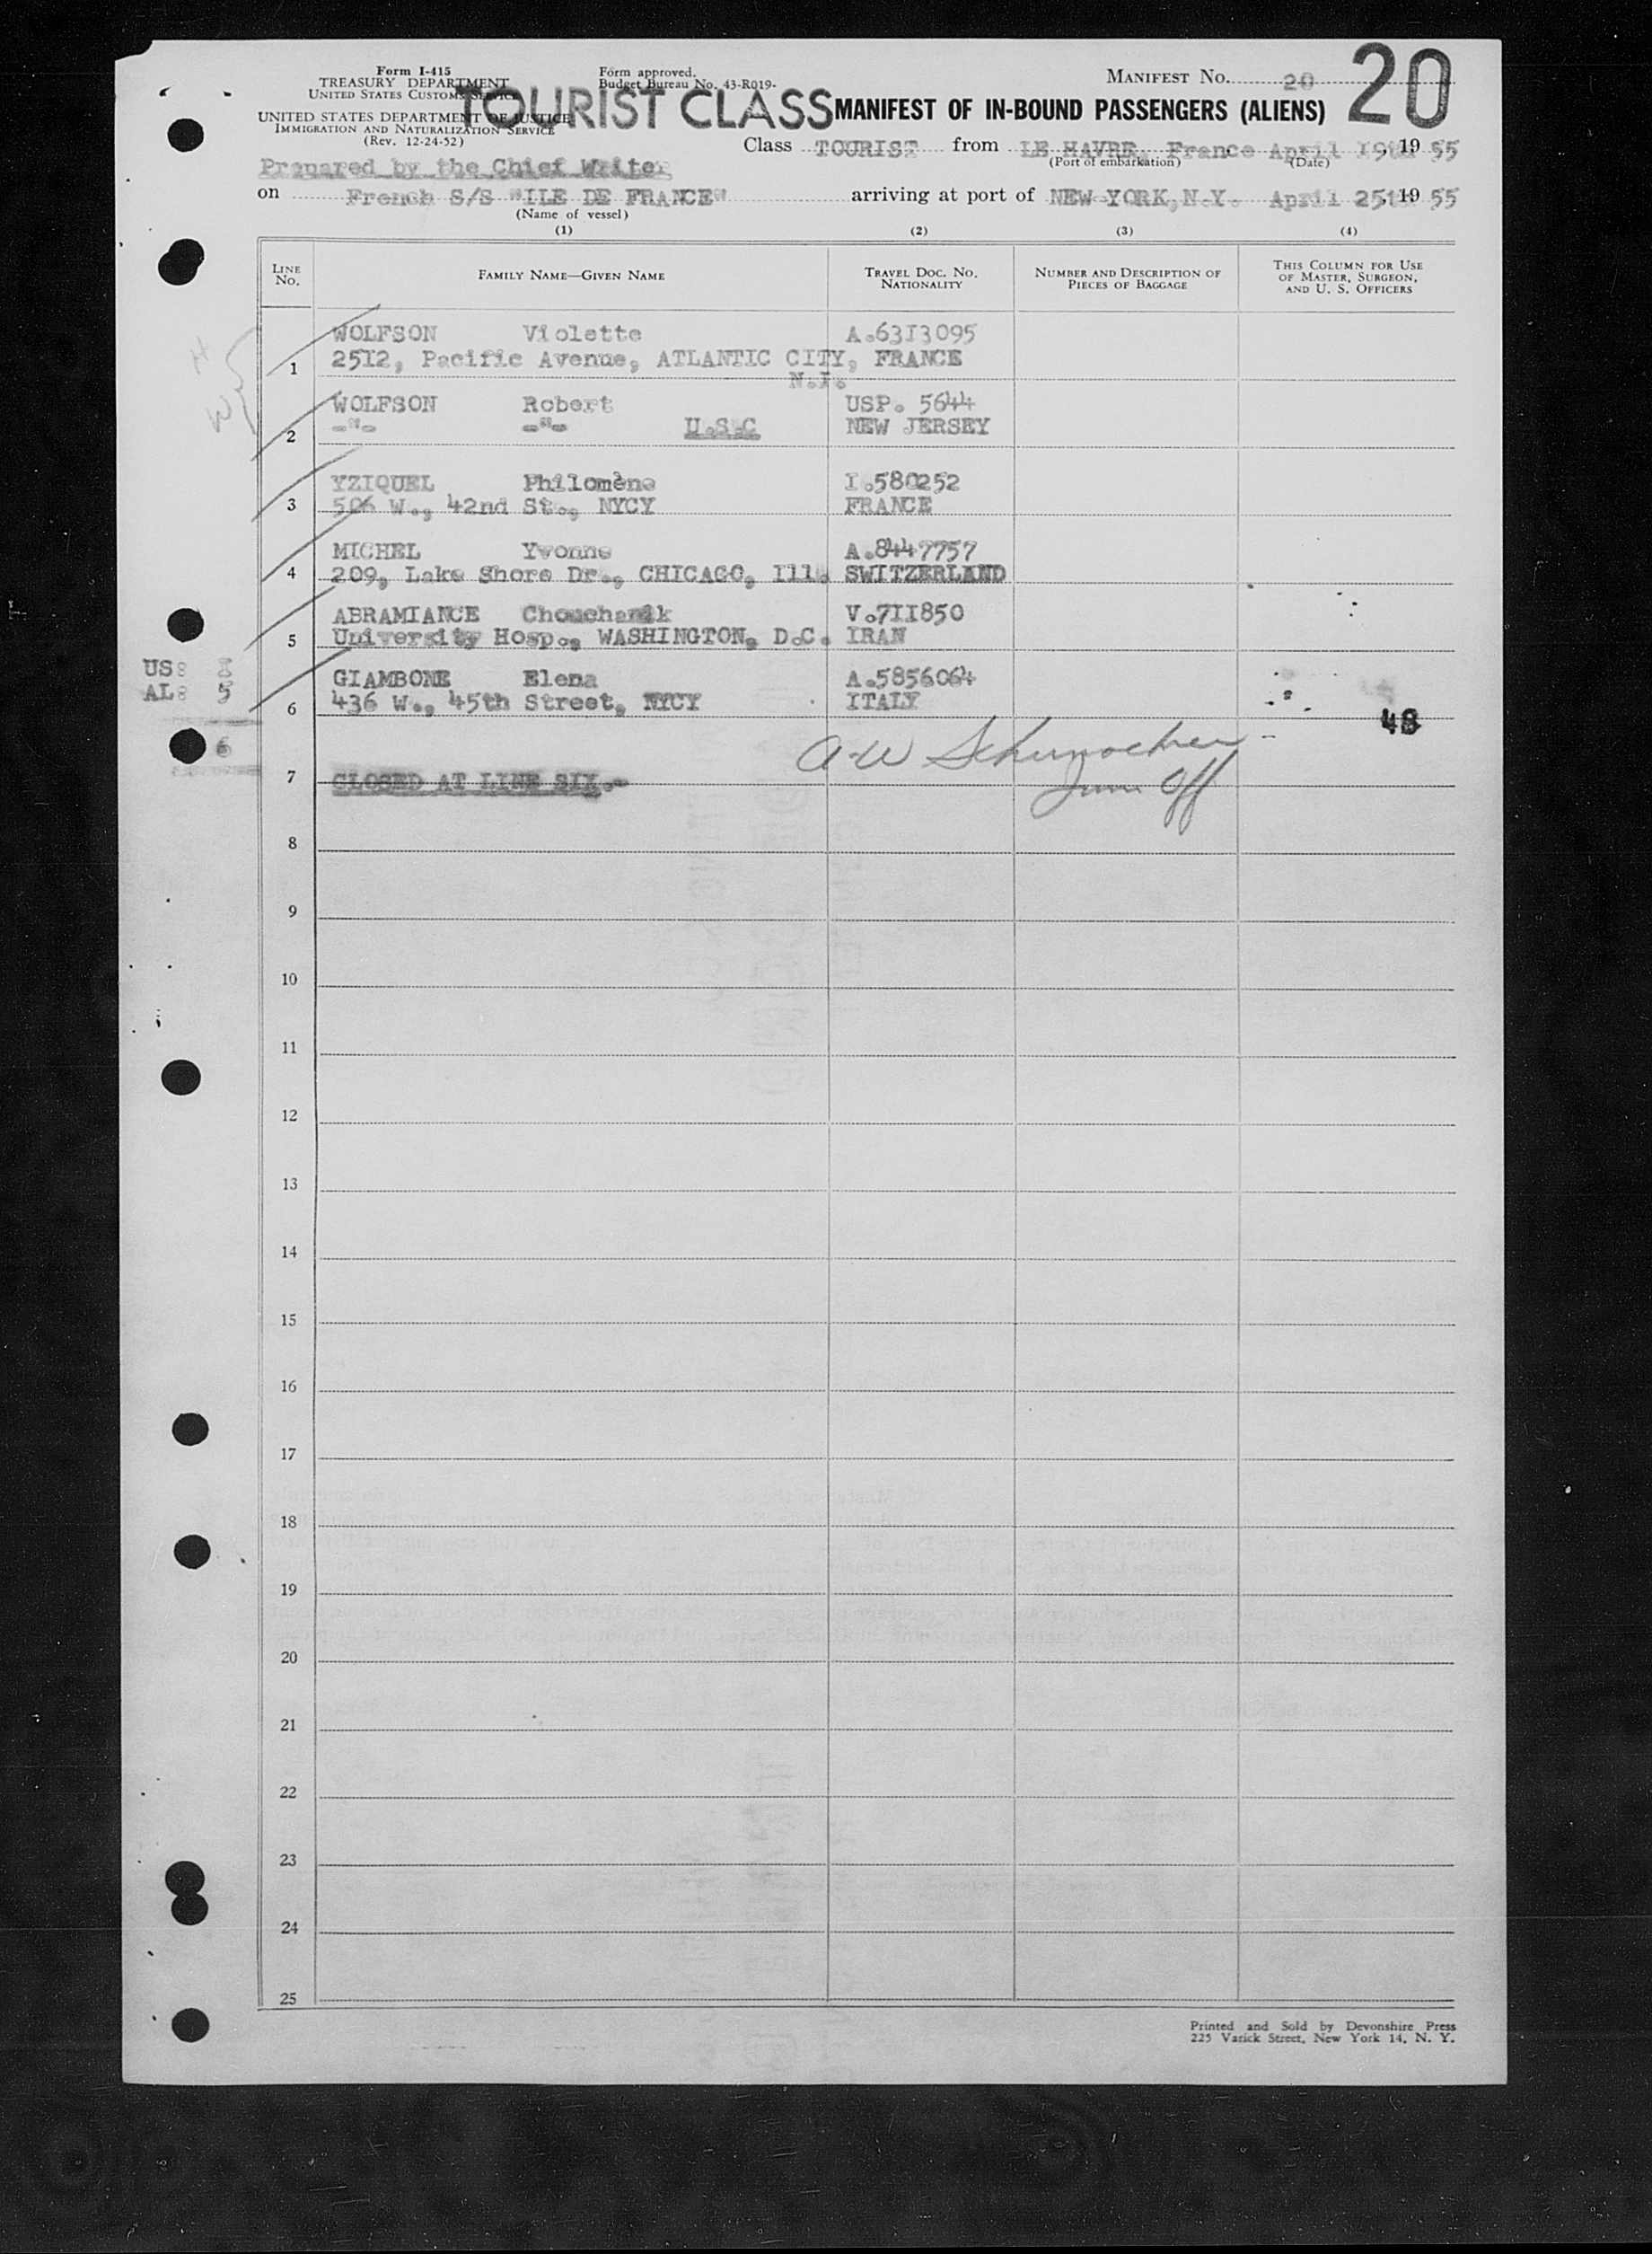 Form I-415
TREASURY DEPARTMENT
UNITED STATES CUSTOMS SERVICE
UNITED STATES DEPARTMENT OF JUSTICE
IMMIGRATION AND NATURALIZATION SERVICE
(Rev. 12-24-52)
Form approved.
Budget Bureau No. 43-R019-
TOURIST CLASS
MANIFEST No. 20
20
MANIFEST OF IN-BOUND PASSENGERS (ALIENS)
Class TOURIST from LE HAVRE, France April 19th, 1955
(Port of embarkation) (Date)
Prepared by the Chief Writer
on French S/S "ILE DE FRANCE" arriving at port of NEW-YORK,N.Y. April 25th 1955
(Name of vessel)
(1) (2) (3) (4)
LINE No. FAMILY NAME—GIVEN NAME TRAVEL DOC. No. NATIONALITY NUMBER AND DESCRIPTION OF PIECES OF BAGGAGE THIS COLUMN FOR USE OF MASTER, SURGEON, AND U. S. OFFICERS
WOLFSON Violette A.6313095
1 2512, Pacific Avenue, ATLANTIC CITY, FRANCE
N.J.
WOLFSON Robert USP. 5644
2 -"- -"- U.S.C NEW JERSEY
YZIQUEL Philomène I.580252
3 506 W., 42nd St., NYCY FRANCE
MICHEL Yvonne A.8447757
4 209, Lake Shore Dr., CHICAGO, Ill. SWITZERLAND
ABRAMIANCE Chouchanik V.711850
5 University Hosp., WASHINGTON, D.C. IRAN
US: I
GIAMBONE Elena A.5856064
AL: 5
6 436 W., 45th Street, NYCY ITALY
48
6
A-W Schumacher
Imm Off
7 CLOSED AT LINE SIX.-
8
9
10
11
12
13
14
15
16
17
18
19
20
21
22
23
24
25
Printed and Sold by Devonshire Press
225 Varick Street, New York 14, N. Y.